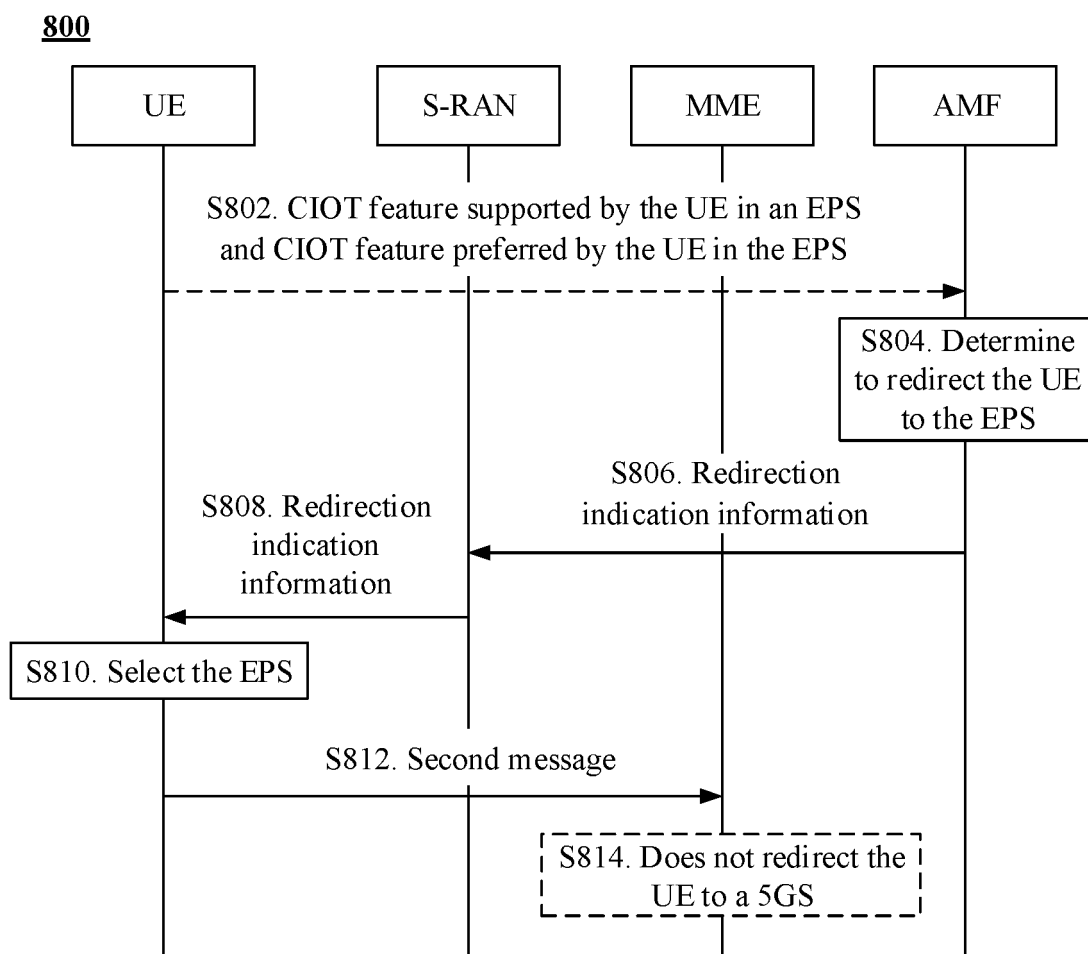 800
UE
S-RAN
MME
AMF
S802. CIOT feature supported by the UE in an EPS
and CIOT feature preferred by the UE in the EPS
S804. Determine
to redirect the UE
to the EPS
S806. Redirection
indication information
S808. Redirection
indication
information
S810. Select the EPS
S812. Second message
S814. Does not redirect the
UE to a 5GS